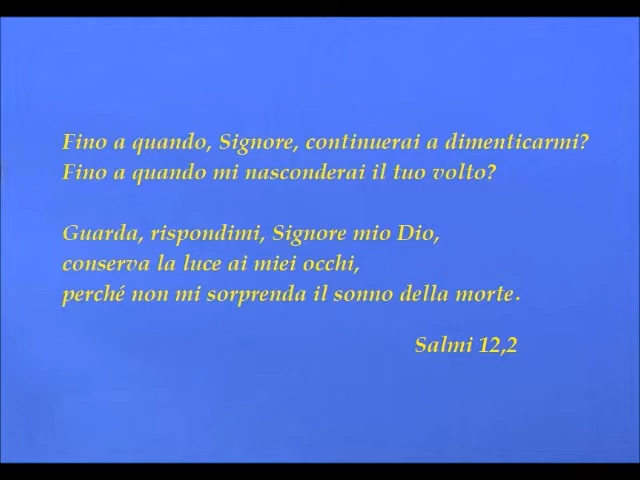 Fino a quando, Signore, continuerai a dimenticarmi?
Fino a quando mi nasconderai il tuo volto?
Guarda, rispondimi, Signore mio Dio,
conserva la luce ai miei occhi,
perché non mi sorprenda il sonno della morte.
Salmi 12,2